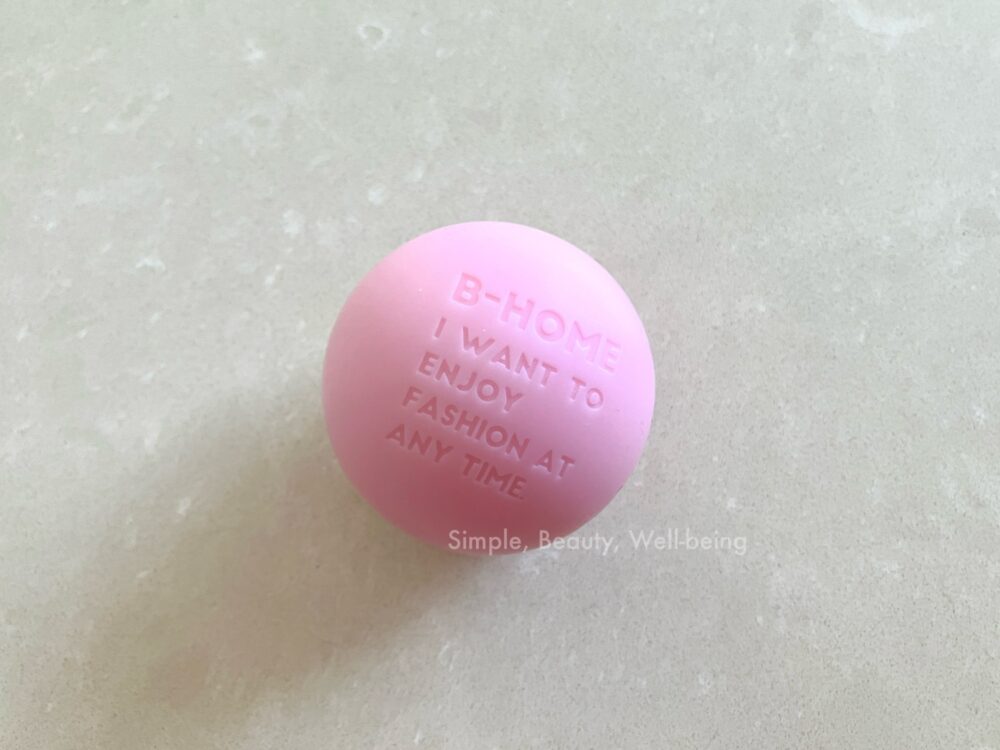 B-HOME
I WANT TO
ENJOY
FASHION AT
ANY TIME.
Simple, Beauty, Well-being